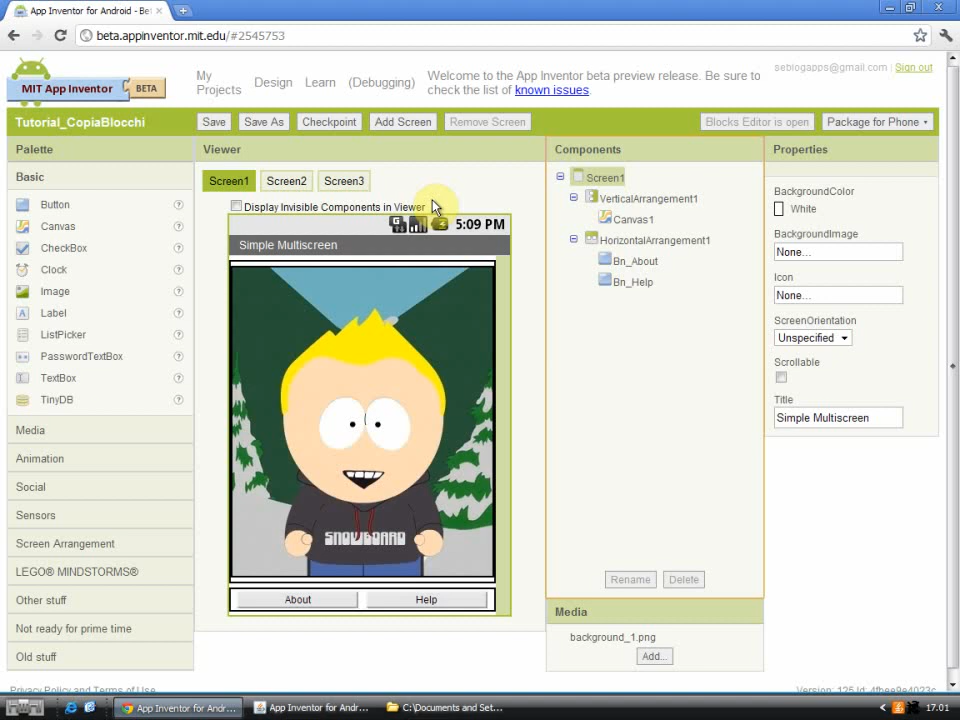 App Inventor for Android - Be
beta.appinventor.mit.edu/#2545753
MIT App Inventor
BETA
My Projects
Design
Learn
(Debugging)
Welcome to the App Inventor beta preview release. Be sure to
check the list of known issues.
seblogapps@gmail.com | Sign out
Tutorial_CopiaBlocchi
Save
Save As
Checkpoint
Add Screen
Remove Screen
Blocks Editor is open
Package for Phone
Palette
Viewer
Components
Properties
Basic
Button
Canvas
CheckBox
Clock
Image
Label
ListPicker
PasswordTextBox
TextBox
TinyDB
Media
Animation
Social
Sensors
Screen Arrangement
LEGO® MINDSTORMS®
Other stuff
Not ready for prime time
Old stuff
Screen1
Screen2
Screen3
Display Invisible Components in Viewer
5:09 PM
Simple Multiscreen
SNOWBOARD
About
Help
Screen1
VerticalArrangement1
Canvas1
HorizontalArrangement1
Bn_About
Bn_Help
Rename
Delete
Media
background_1.png
Add...
BackgroundColor
White
BackgroundImage
None...
Icon
None...
ScreenOrientation
Unspecified
Scrollable
Title
Simple Multiscreen
Privacy Policy and Terms of Use
App Inventor for Andr...
App Inventor for Andr...
C:\Documents and Set...
17.01